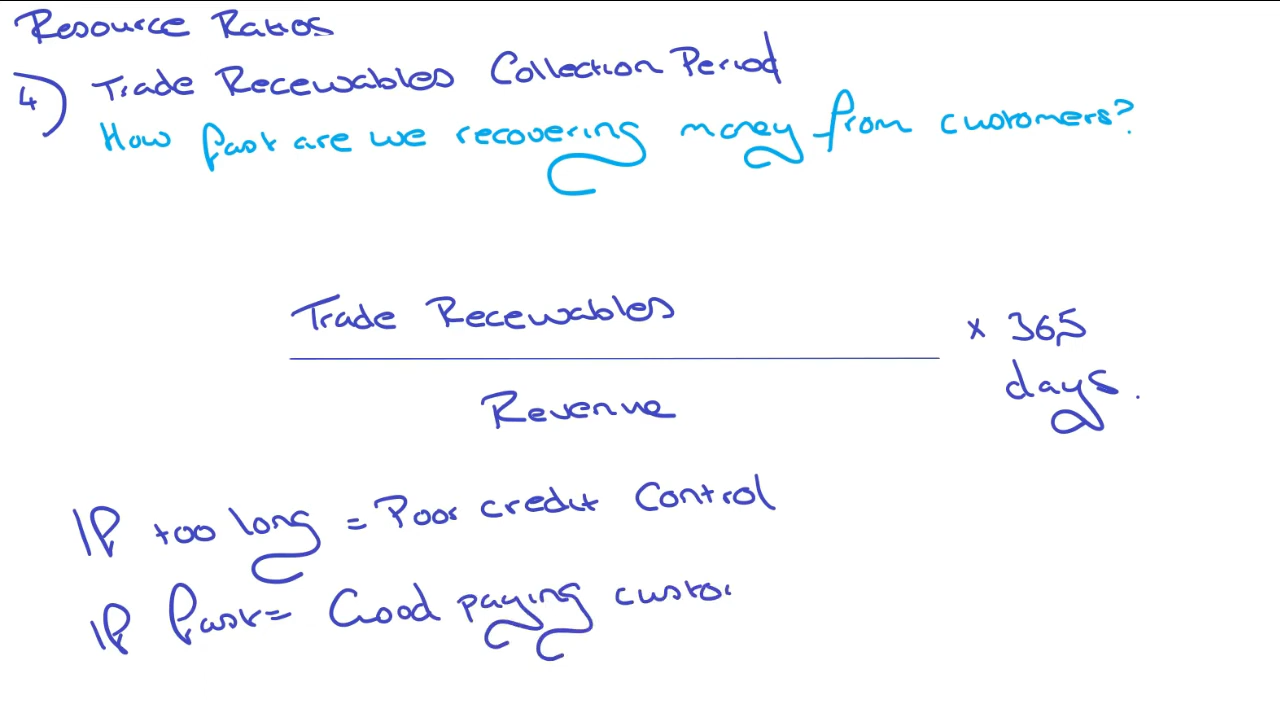 Resource Ratios
4) Trade Receivables Collection Period
How fast are we recovering money from customers?
Trade Receivables
x 365
Revenue
days.
If too long = Poor credit control
If fast = Good paying custo